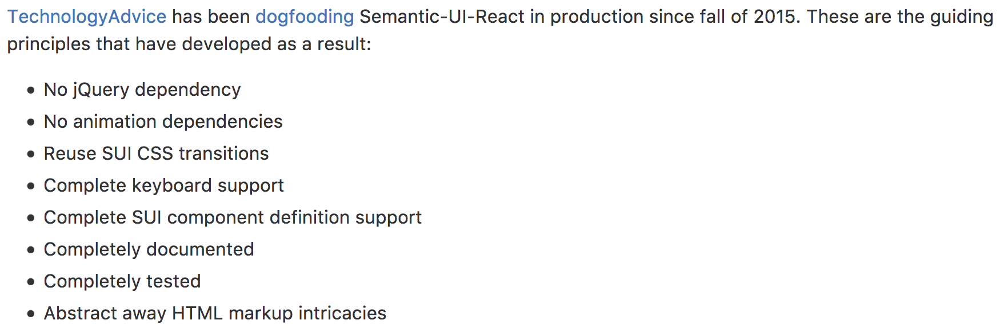 TechnologyAdvice has been dogfooding Semantic-UI-React in production since fall of 2015. These are the guiding
principles that have developed as a result:
• No jQuery dependency
• No animation dependencies
• Reuse SUI CSS transitions
• Complete keyboard support
• Complete SUI component definition support
• Completely documented
• Completely tested
• Abstract away HTML markup intricacies